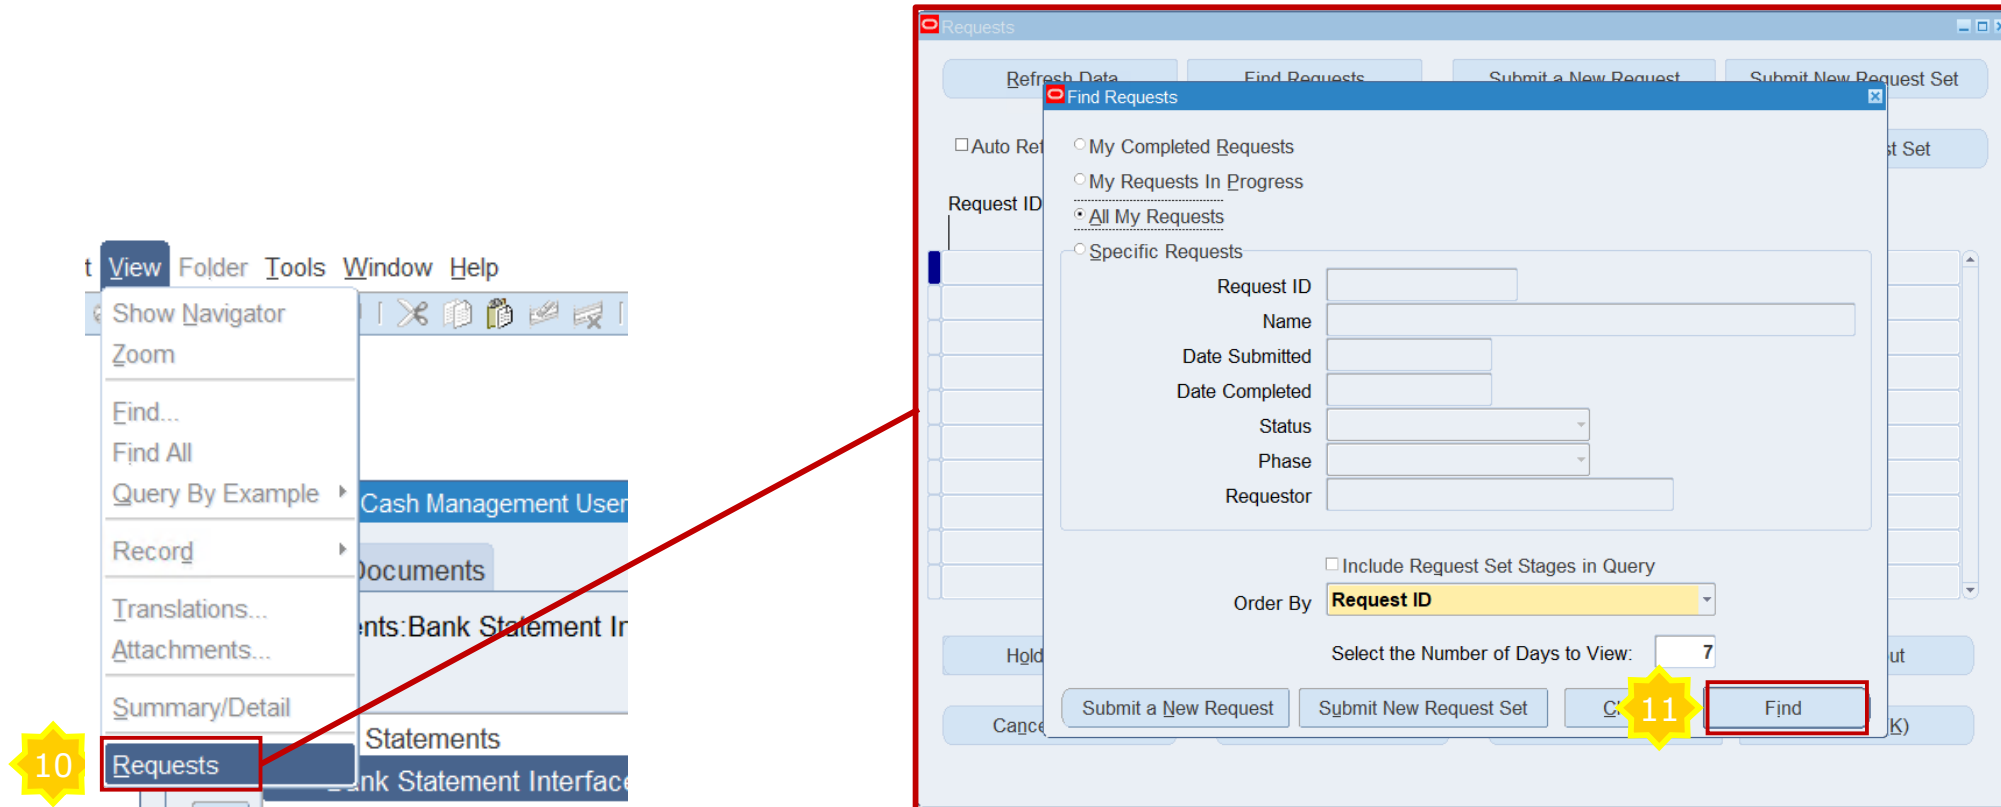 t View Folder Tools Window Help
Show Navigator
Zoom
Find...
Find All
Query By Example
Record
Translations...
Attachments...
Summary/Detail
10
Requests
Cash Management User
Documents
nts:Bank Statement In
Statements
Bank Statement Interface
Requests
Refresh Data Find Requests Submit a New Request Submit New Request Set
Auto Ref st Set
Request ID
Find Requests
My Completed Requests
My Requests In Progress
All My Requests
Specific Requests
Request ID
Name
Date Submitted
Date Completed
Status
Phase
Requestor
Include Request Set Stages in Query
Order By Request ID
Select the Number of Days to View: 7
Submit a New Request Submit New Request Set 11 Find
Hold ut
Cance K)